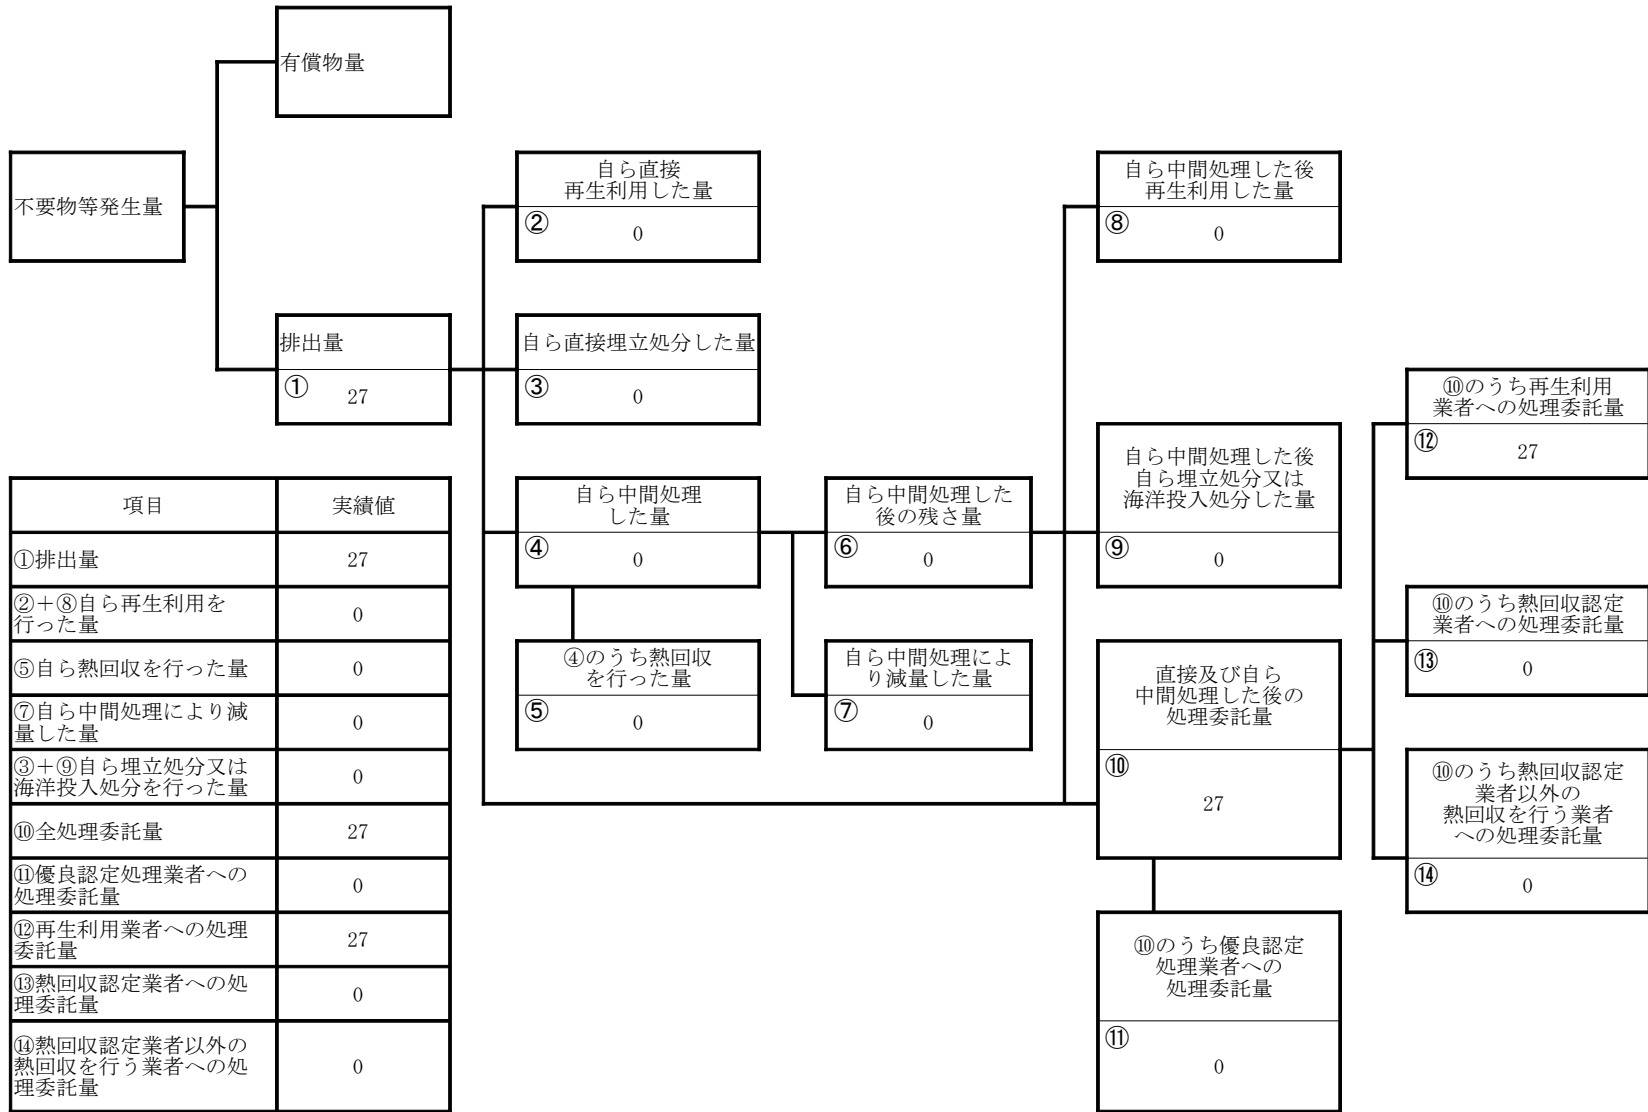 有償物量
不要物等発生量
自ら直接
再生利用した量
②
0
自ら中間処理した後
再生利用した量
⑧
0
排出量
①
27
自ら直接埋立処分した量
③
0
⑩のうち再生利用
業者への処理委託量
⑫
27
自ら中間処理
した量
④
0
自ら中間処理した
後の残さ量
⑥
0
自ら中間処理した後
自ら埋立処分又は
海洋投入処分した量
⑨
0
④のうち熱回収
を行った量
⑤
0
自ら中間処理によ
り減量した量
⑦
0
直接及び自ら
中間処理した後の
処理委託量
⑩
27
⑩のうち熱回収認定
業者への処理委託量
⑬
0
⑩のうち熱回収認定
業者以外の
熱回収を行う業者
への処理委託量
⑭
0
⑩のうち優良認定
処理業者への
処理委託量
⑪
0
項目 実績値
①排出量 27
②+⑧自ら再生利用を
行った量 0
⑤自ら熱回収を行った量 0
⑦自ら中間処理により減
量した量 0
③+⑨自ら埋立処分又は
海洋投入処分を行った量 0
⑩全処理委託量 27
⑪優良認定処理業者への
処理委託量 0
⑫再生利用業者への処理
委託量 27
⑬熱回収認定業者への処
理委託量 0
⑭熱回収認定業者以外の
熱回収を行う業者への処
理委託量 0